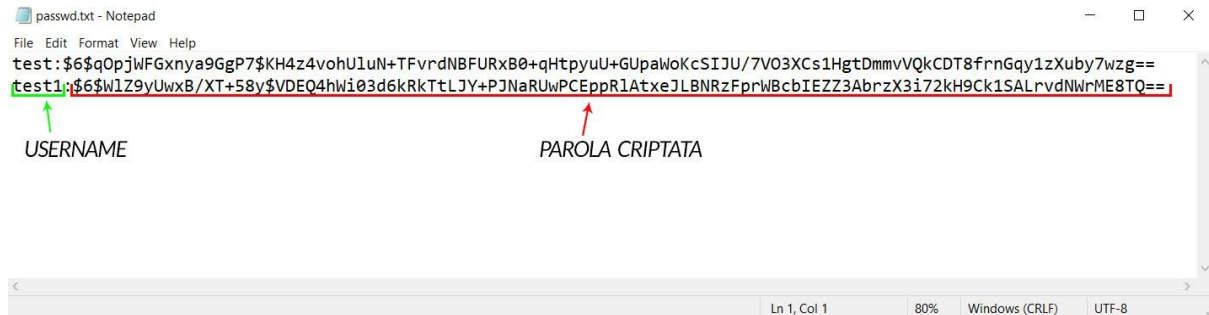 passwd.txt - Notepad
File Edit Format View Help
test:$6$qOpjWFGxnya9GgP7$KH4z4vohUluN+TFvrdNBFURxB0+qHtpyuU+GUpaWoKcSIJU/7VO3XCs1HgtDmmvVQkCDT8frnGqy1zXuby7wzg==
test1:$6$WlZ9yUwxB/XT+58y$VDEQ4hWi03d6kRkTtLJY+PJNaRUwPCEppRlAtxeJLBNRzFprWBcbIEZZ3AbrzX3i72kH9Ck1SALrvdNWrME8TQ==
USERNAME PAROLA CRIPTATA
Ln 1, Col 1 80% Windows (CRLF) UTF-8